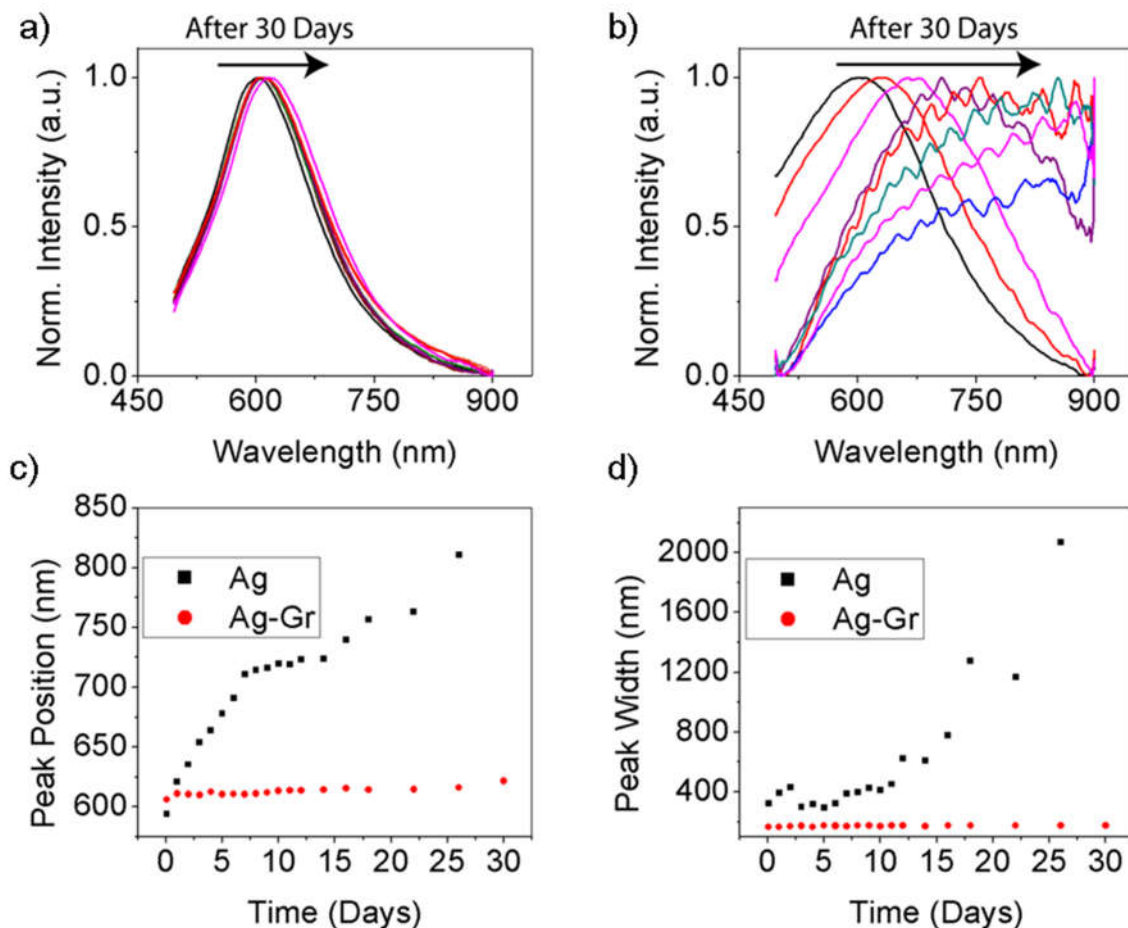 a)
After 30 Days
Norm. Intensity (a.u.)
1.0
0.5
0.0
450 600 750 900
Wavelength (nm)
b)
After 30 Days
Norm. Intensity (a.u.)
1.0
0.5
0.0
450 600 750 900
Wavelength (nm)
c)
Peak Position (nm)
850
800
750
700
650
600
Ag
Ag-Gr
0 5 10 15 20 25 30
Time (Days)
d)
Peak Width (nm)
2000
1600
1200
800
400
Ag
Ag-Gr
0 5 10 15 20 25 30
Time (Days)